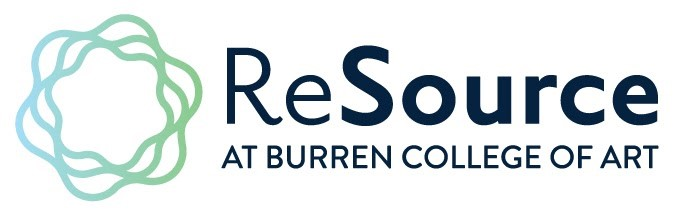 ReSource
AT BURREN COLLEGE OF ART